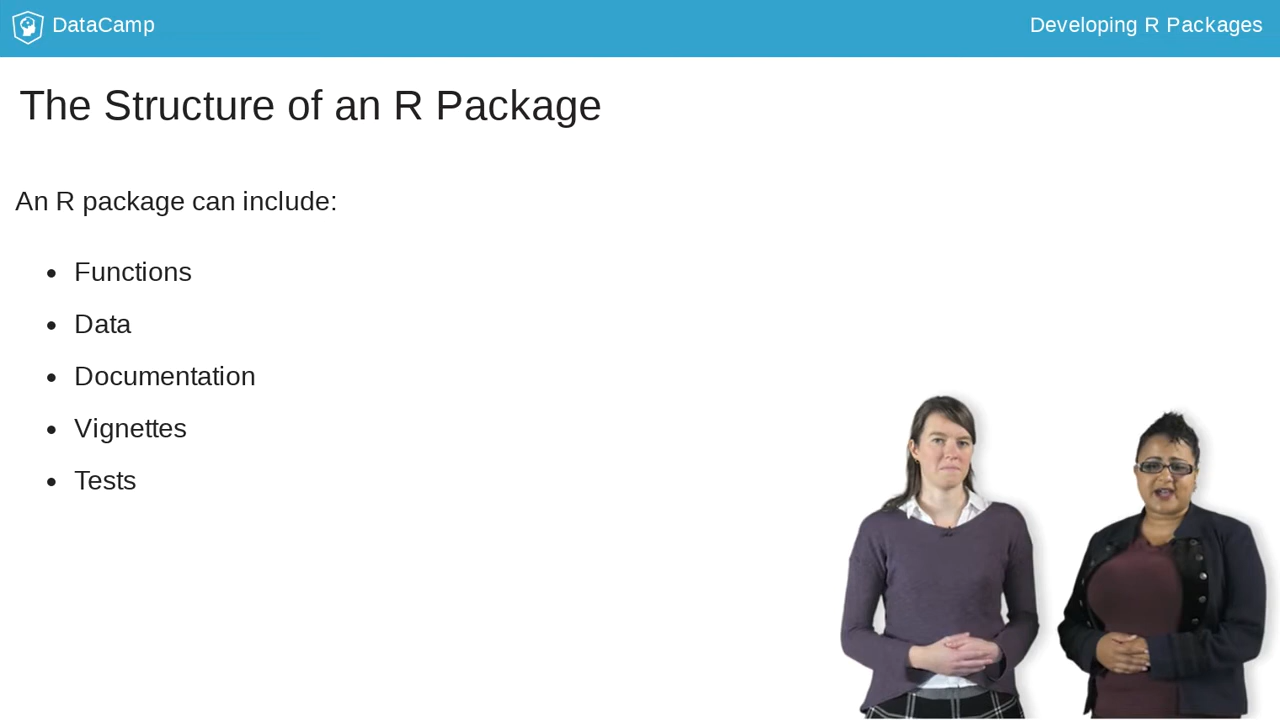 DataCamp
Developing R Packages
The Structure of an R Package
An R package can include:
Functions
Data
Documentation
Vignettes
Tests